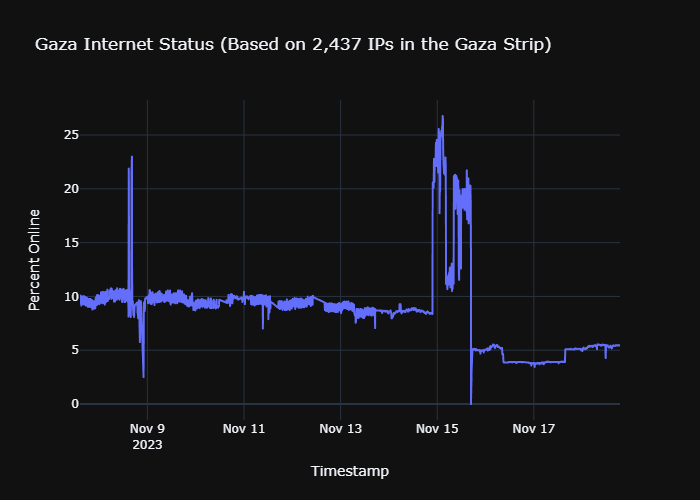 Gaza Internet Status (Based on 2,437 IPs in the Gaza Strip)
Percent Online
25
20
15
10
5
0
Nov 9
2023
Nov 11
Nov 13
Nov 15
Nov 17
Timestamp